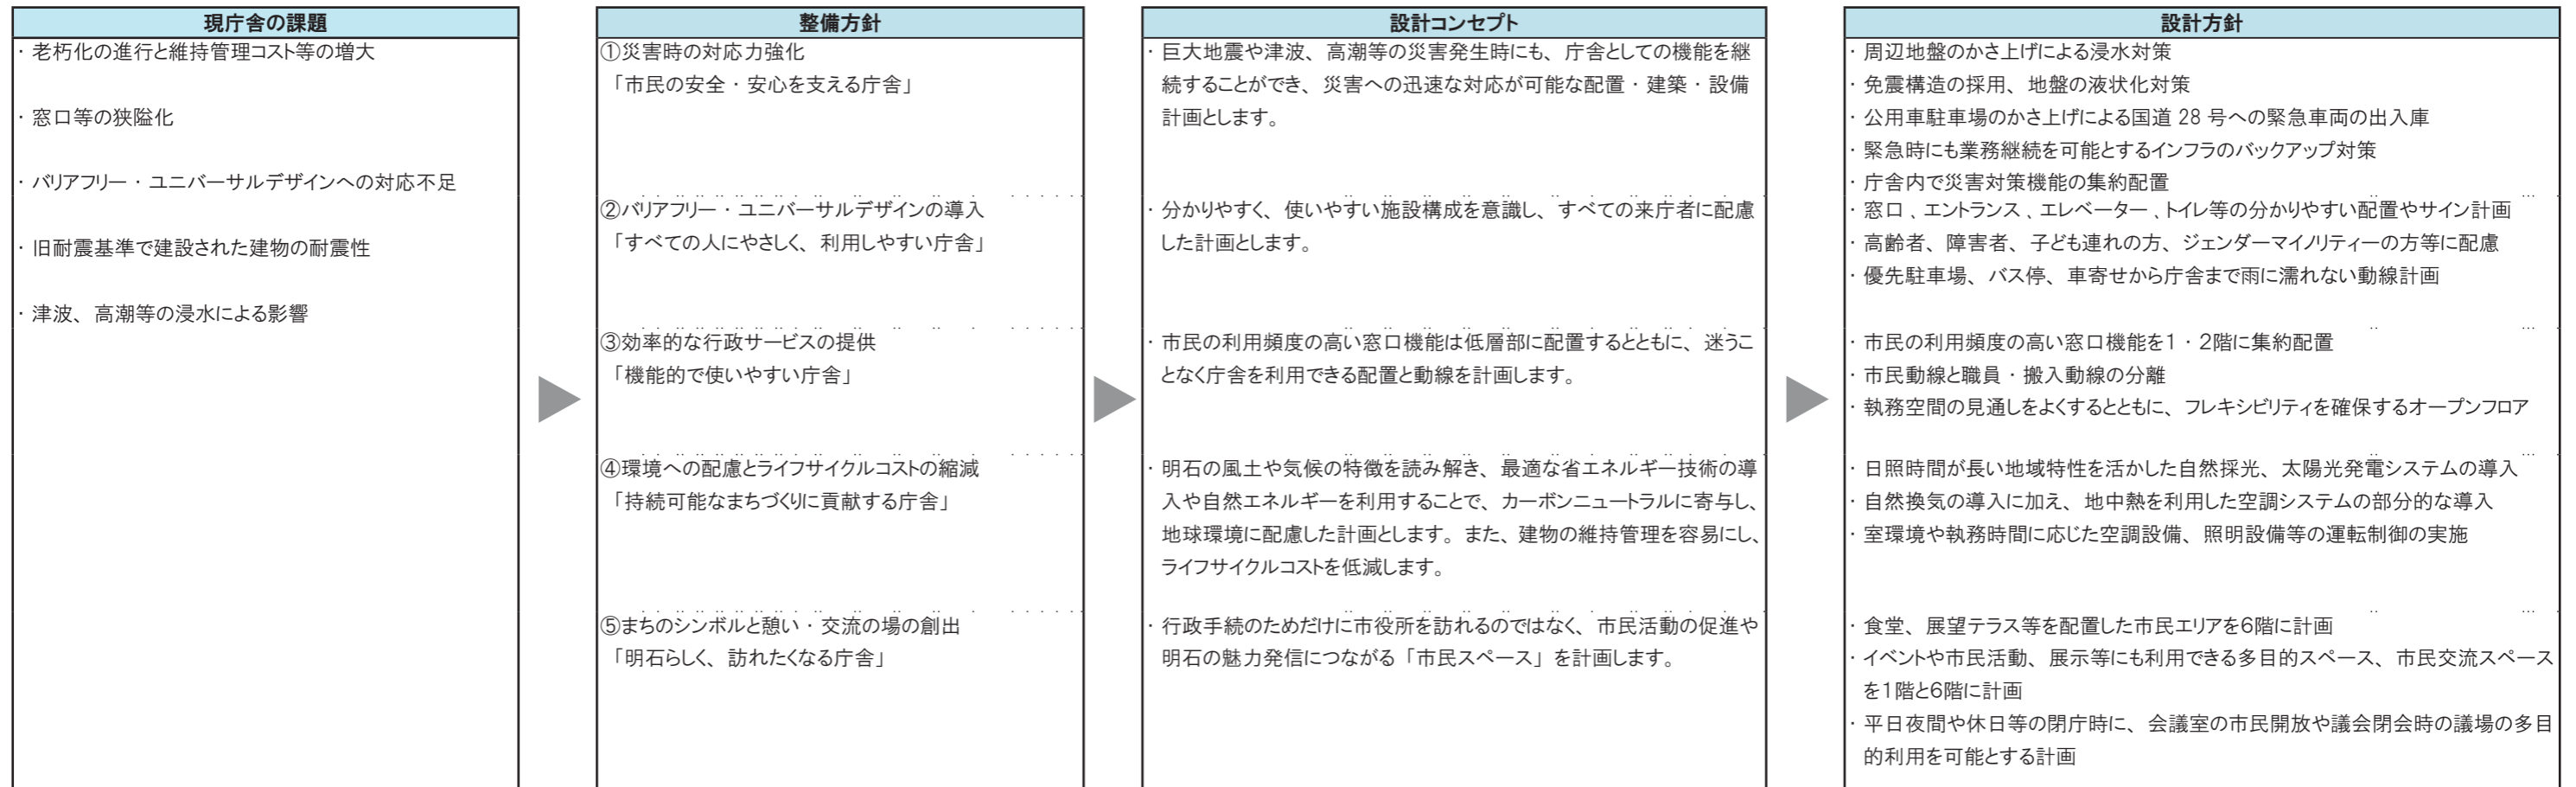 現庁舎の課題
・老朽化の進行と維持管理コスト等の増大
・窓口等の狭隘化
・バリアフリー・ユニバーサルデザインへの対応不足
・旧耐震基準で建設された建物の耐震性
・津波、高潮等の浸水による影響
整備方針
①災害時の対応力強化
「市民の安全・安心を支える庁舎」
②バリアフリー・ユニバーサルデザインの導入
「すべての人にやさしく、利用しやすい庁舎」
③効率的な行政サービスの提供
「機能的で使いやすい庁舎」
④環境への配慮とライフサイクルコストの縮減
「持続可能なまちづくりに貢献する庁舎」
⑤まちのシンボルと憩い・交流の場の創出
「明石らしく、訪れたくなる庁舎」
設計コンセプト
・巨大地震や津波、高潮等の災害発生時にも、庁舎としての機能を継
続することができ、災害への迅速な対応が可能な配置・建築・設備
計画とします。
・分かりやすく、使いやすい施設構成を意識し、すべての来庁者に配慮
した計画とします。
・市民の利用頻度の高い窓口機能は低層部に配置するとともに、迷うこ
となく庁舎を利用できる配置と動線を計画します。
・明石の風土や気候の特徴を読み解き、最適な省エネルギー技術の導
入や自然エネルギーを利用することで、カーボンニュートラルに寄与し、
地球環境に配慮した計画とします。また、建物の維持管理を容易にし、
ライフサイクルコストを低減します。
・行政手続のためだけに市役所を訪れるのではなく、市民活動の促進や
明石の魅力発信につながる「市民スペース」を計画します。
設計方針
・周辺地盤のかさ上げによる浸水対策
・免震構造の採用、地盤の液状化対策
・公用車駐車場のかさ上げによる国道 28 号への緊急車両の出入庫
・緊急時にも業務継続を可能とするインフラのバックアップ対策
・庁舎内で災害対策機能の集約配置
・窓口、エントランス、エレベーター、トイレ等の分かりやすい配置やサイン計画
・高齢者、障害者、子ども連れの方、ジェンダーマイノリティーの方等に配慮
・優先駐車場、バス停、車寄せから庁舎まで雨に濡れない動線計画
・市民の利用頻度の高い窓口機能を1・2階に集約配置
・市民動線と職員・搬入動線の分離
・執務空間の見通しをよくするとともに、フレキシビリティを確保するオープンフロア
・日照時間が長い地域特性を活かした自然採光、太陽光発電システムの導入
・自然換気の導入に加え、地中熱を利用した空調システムの部分的な導入
・室環境や執務時間に応じた空調設備、照明設備等の運転制御の実施
・食堂、展望テラス等を配置した市民エリアを6階に計画
・イベントや市民活動、展示等にも利用できる多目的スペース、市民交流スペース
を1階と6階に計画
・平日夜間や休日等の閉庁時に、会議室の市民開放や議会閉会時の議場の多目
的利用を可能とする計画